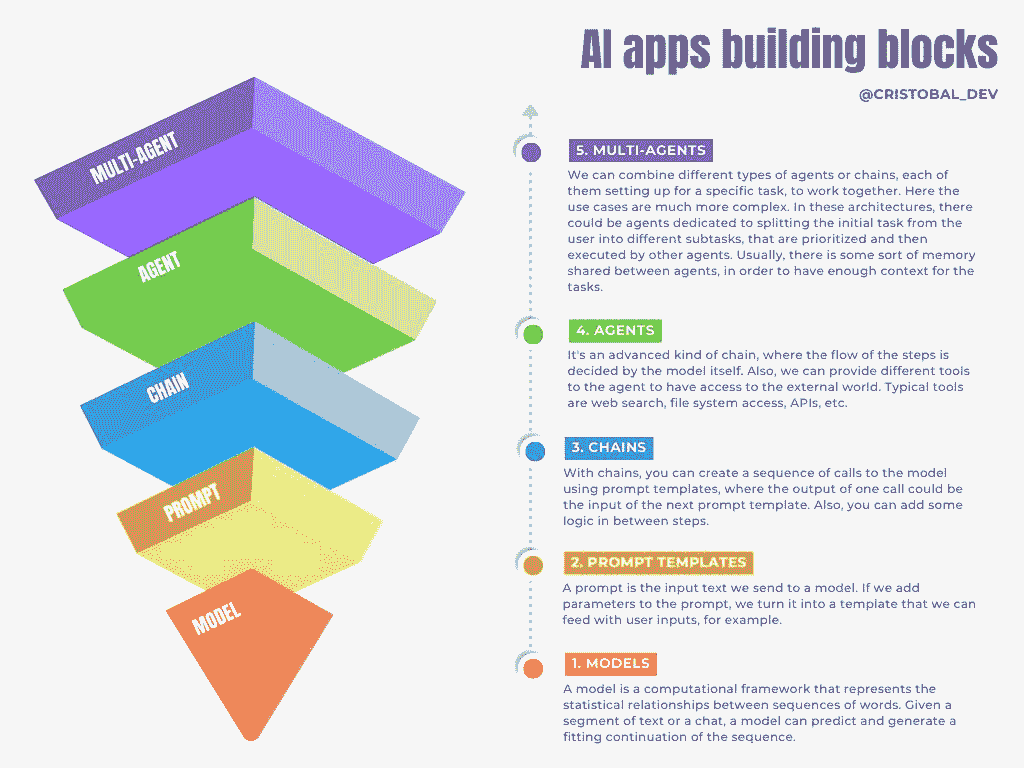 AI apps building blocks
@CRISTOBAL_DEV
MULTI-AGENT
AGENT
CHAIN
PROMPT
MODEL
5. MULTI-AGENTS
We can combine different types of agents or chains, each of
them setting up for a specific task, to work together. Here the
use cases are much more complex. In these architectures, there
could be agents dedicated to splitting the initial task from the
user into different subtasks, that are prioritized and then
executed by other agents. Usually, there is some sort of memory
shared between agents, in order to have enough context for the
tasks.
4. AGENTS
It's an advanced kind of chain, where the flow of the steps is
decided by the model itself. Also, we can provide different tools
to the agent to have access to the external world. Typical tools
are web search, file system access, APIs, etc.
3. CHAINS
With chains, you can create a sequence of calls to the model
using prompt templates, where the output of one call could be
the input of the next prompt template. Also, you can add some
logic in between steps.
2. PROMPT TEMPLATES
A prompt is the input text we send to a model. If we add
parameters to the prompt, we turn it into a template that we can
feed with user inputs, for example.
1. MODELS
A model is a computational framework that represents the
statistical relationships between sequences of words. Given a
segment of text or a chat, a model can predict and generate a
fitting continuation of the sequence.